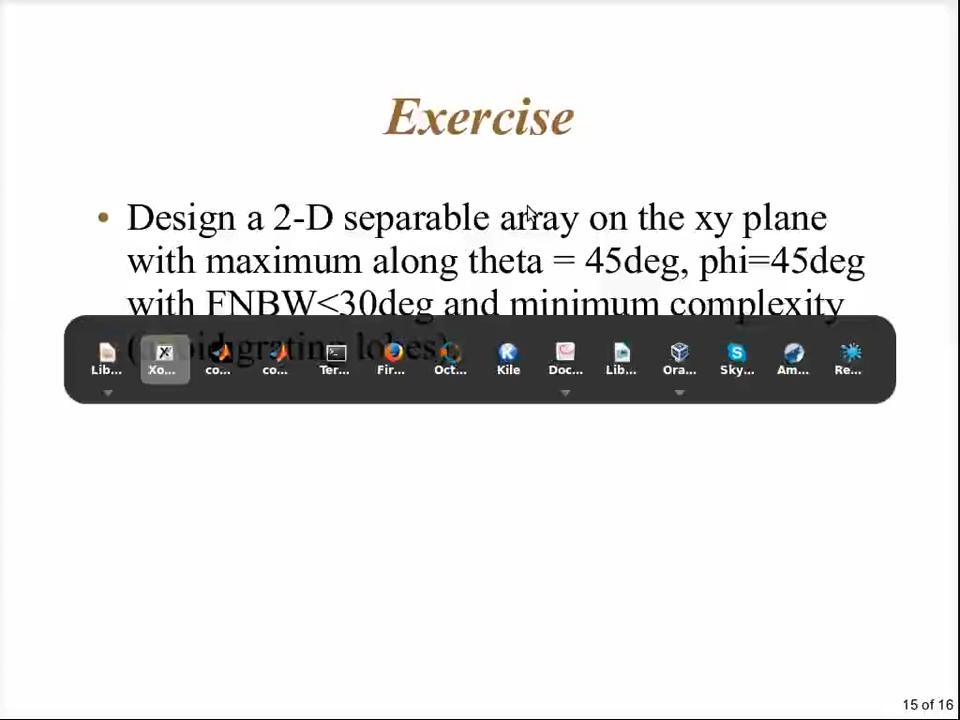 Exercise
• Design a 2-D separable array on the xy plane
with maximum along theta = 45deg, phi=45deg
with FNBW<30deg and minimum complexity
(avoid grating lobes).
Lib... Xo... co... co... Ter... Fir... Oct... Kile Doc... Lib... Ora... Sky... Am... Re...
15 of 16